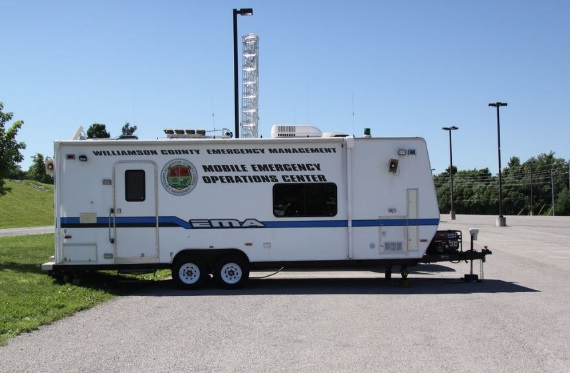 WILLIAMSON COUNTY EMERGENCY MANAGEMENT
MOBILE EMERGENCY
OPERATIONS CENTER
EMA